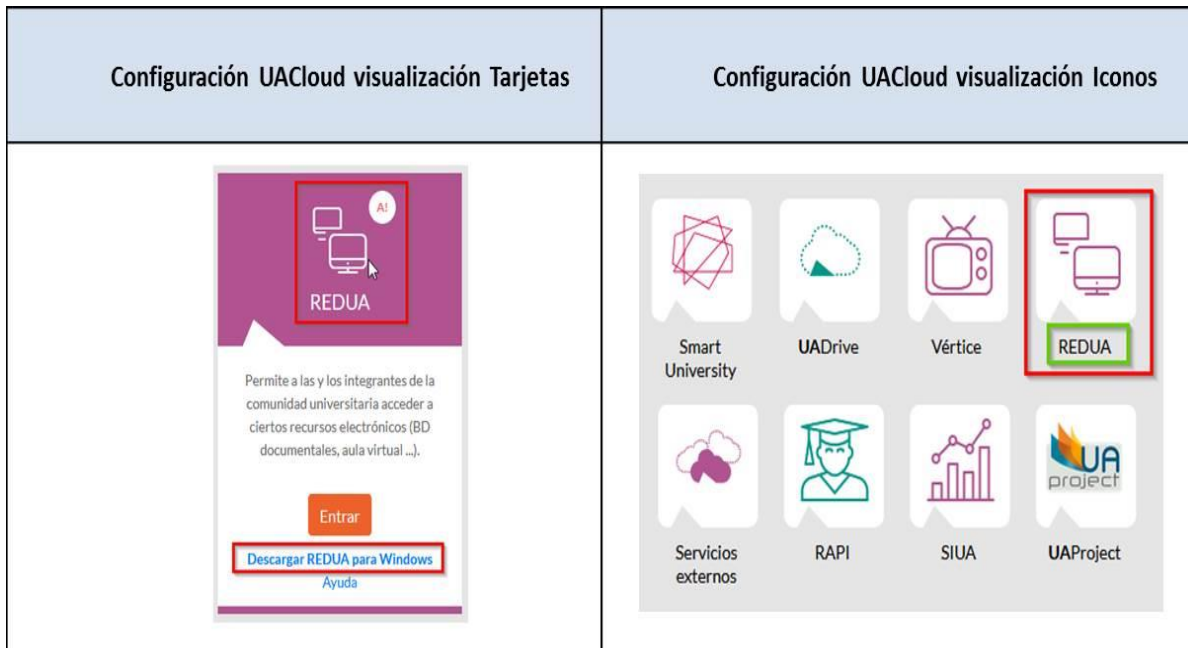 Configuración UACloud visualización Tarjetas
Configuración UACloud visualización Iconos
A!
REDUA
Permite a las y los integrantes de la
comunidad universitaria acceder a
ciertos recursos electrónicos (BD
documentales, aula virtual ...).
Entrar
Descargar REDUA para Windows
Ayuda
Smart
University
UADrive
Vértice
REDUA
UA
project
Servicios
externos
RAPI
SIUA
UAProject